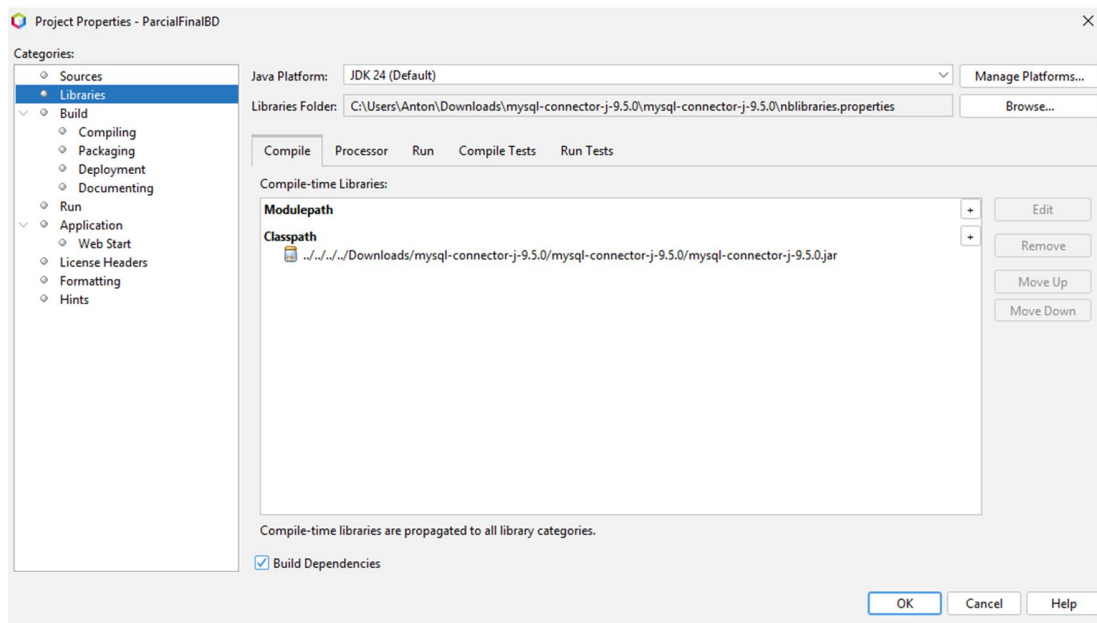 Project Properties - ParcialFinalBD
Categories:
Sources
Libraries
Build
Compiling
Packaging
Deployment
Documenting
Run
Application
Web Start
License Headers
Formatting
Hints
Java Platform: JDK 24 (Default) Manage Platforms...
Libraries Folder: C:\Users\Anton\Downloads\mysql-connector-j-9.5.0\mysql-connector-j-9.5.0\nblibraries.properties Browse...
Compile Processor Run Compile Tests Run Tests
Compile-time Libraries:
Modulepath + Edit
Classpath + Remove
../../../../Downloads/mysql-connector-j-9.5.0/mysql-connector-j-9.5.0/mysql-connector-j-9.5.0.jar
Move Up
Move Down
Compile-time libraries are propagated to all library categories.
Build Dependencies
OK Cancel Help